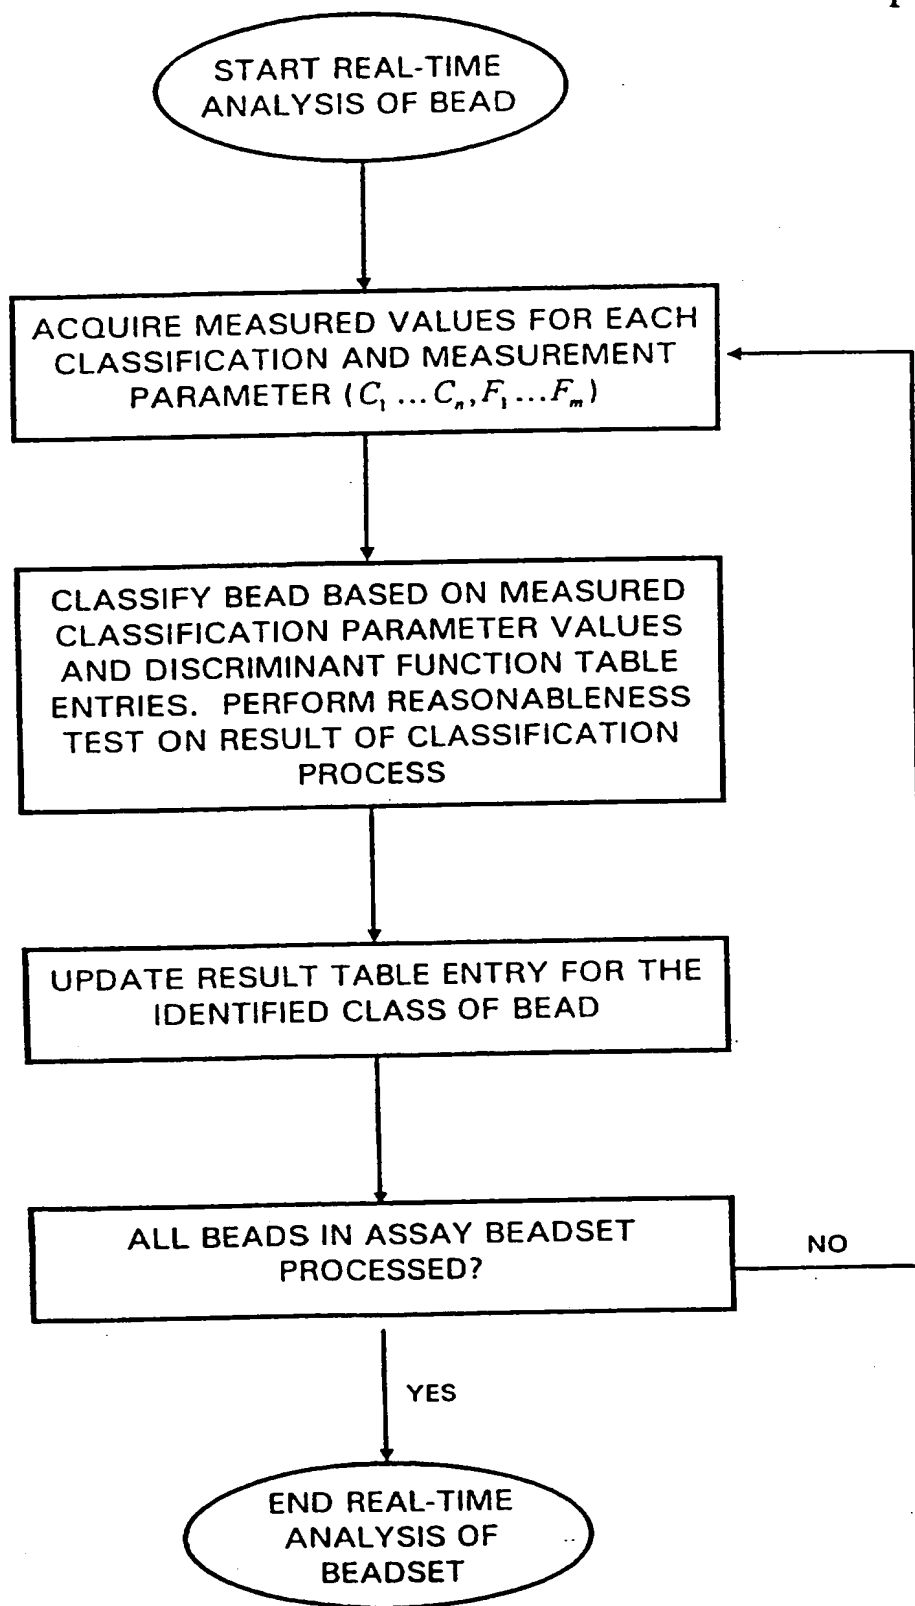 START REAL-TIME
ANALYSIS OF BEAD
ACQUIRE MEASURED VALUES FOR EACH
CLASSIFICATION AND MEASUREMENT
PARAMETER (C₁ ... Cₙ, F₁ ... Fₘ)
CLASSIFY BEAD BASED ON MEASURED
CLASSIFICATION PARAMETER VALUES
AND DISCRIMINANT FUNCTION TABLE
ENTRIES. PERFORM REASONABLENESS
TEST ON RESULT OF CLASSIFICATION
PROCESS
UPDATE RESULT TABLE ENTRY FOR THE
IDENTIFIED CLASS OF BEAD
ALL BEADS IN ASSAY BEADSET
PROCESSED?
NO
YES
END REAL-TIME
ANALYSIS OF
BEADSET